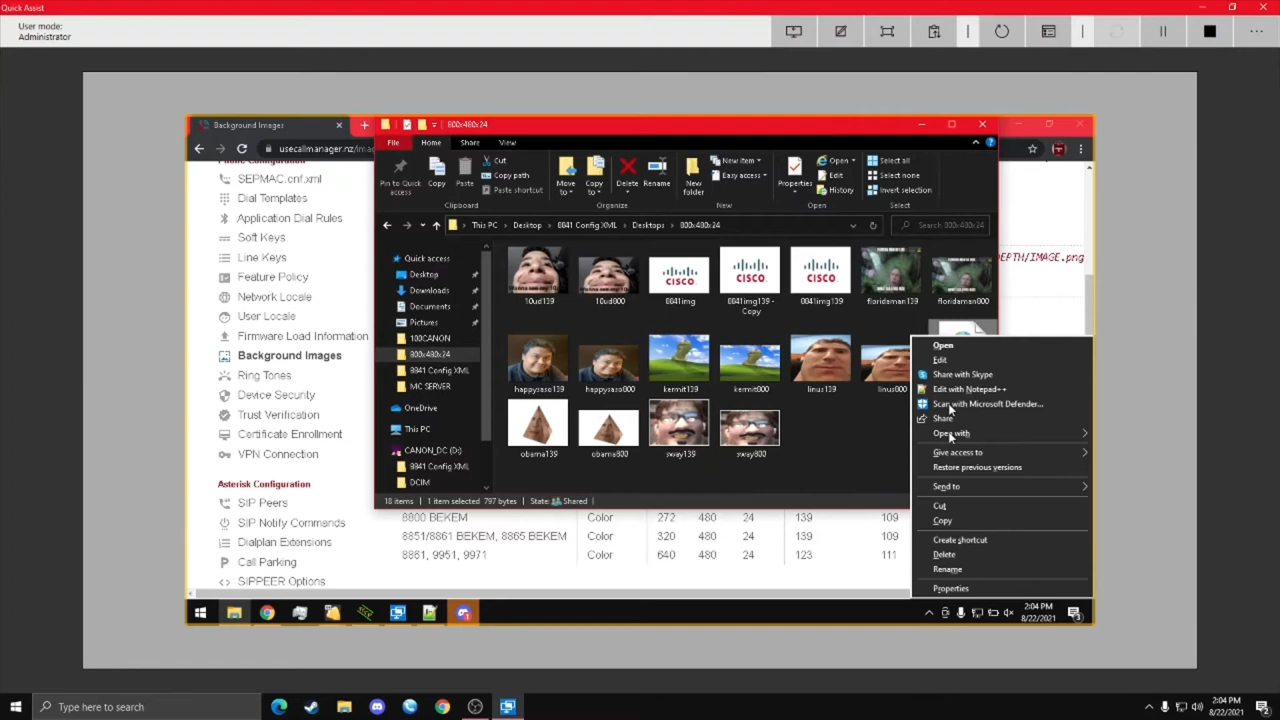 Quick Assist
User mode:
Administrator
Background Images
usecallmanager.nz/imag
SEPMAC.cnf.xml
Dial Templates
Application Dial Rules
Soft Keys
Line Keys
Feature Policy
Network Locale
User Locale
Firmware Load Information
Background Images
Ring Tones
Device Security
Trust Verification
Certificate Enrollment
VPN Connection
Asterisk Configuration
SIP Peers
SIP Notify Commands
Dialplan Extensions
Call Parking
SIPPEER Options
800x480x24
File Home Share View
Pin to Quick access
Copy
Paste
Cut
Copy path
Paste shortcut
Clipboard
Move to
Copy to
Delete
Rename
Organize
New folder
New item
Easy access
New
Properties
Open
Edit
History
Open
Select all
Select none
Invert selection
Select
This PC Desktop 8841 Config XML Desktops 800x480x24
Search 800x480x24
Quick access
Desktop
Downloads
Documents
Pictures
100CANON
800x480x24
8841 Config XML
MC SERVER
OneDrive
This PC
CANON_DC (D:)
8841 Config XML
DCIM
CISCO CISCO CISCO
10ud139 10ud800 8841img 8841img139 - Copy 8841img139 floridaman139 floridaman800
happysaso139 happysaso800 kermit139 kermit800 linus139 linus800
obama139 obama800 sway139 sway800
18 items 1 item selected 797 bytes State: Shared
DEPTH/IMAGE.png
8800 BEKEM Color 272 480 24 139 109
8851/8861 BEKEM, 8865 BEKEM Color 320 480 24 139 109
8861, 9951, 9971 Color 640 480 24 123 111
Open
Edit
Share with Skype
Edit with Notepad++
Scan with Microsoft Defender...
Share
Open with
Give access to
Restore previous versions
Send to
Cut
Copy
Create shortcut
Delete
Rename
Properties
2:04 PM
8/22/2021
Type here to search
2:04 PM
8/22/2021